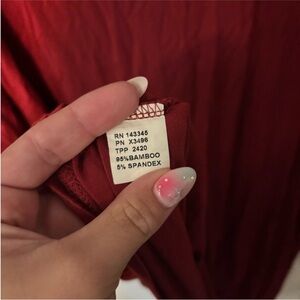 RN 143345
PN X3496
TPP 2420
95%BAMBOO
5% SPANDEX